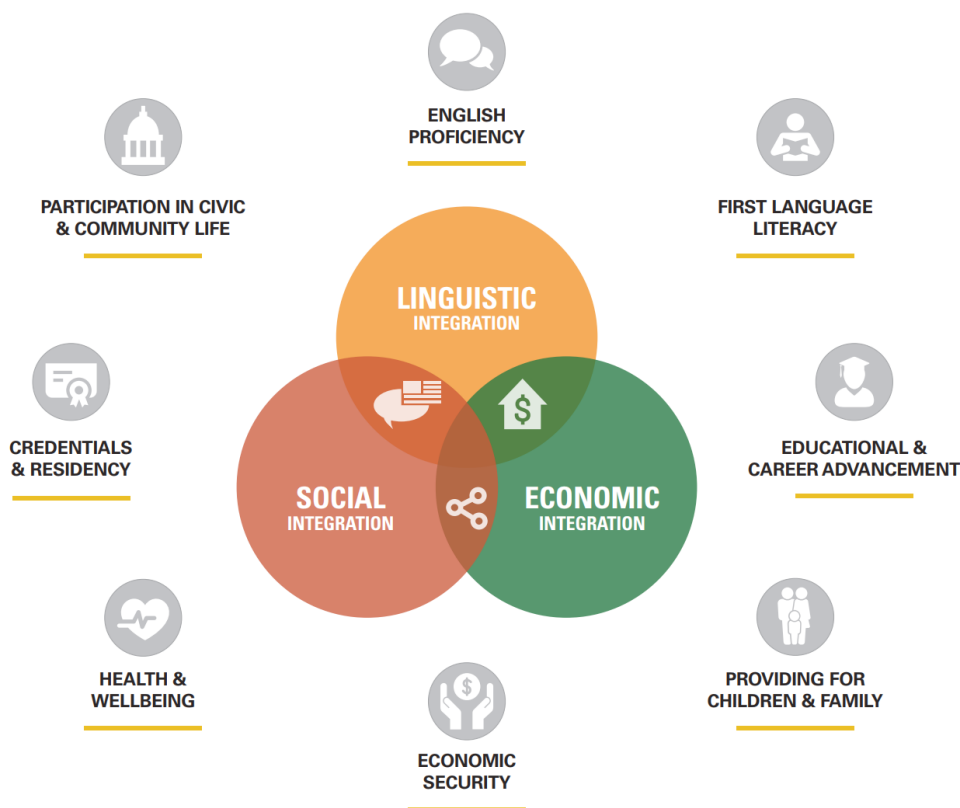 ENGLISH
PROFICIENCY
PARTICIPATION IN CIVIC
& COMMUNITY LIFE
FIRST LANGUAGE
LITERACY
LINGUISTIC
INTEGRATION
$
CREDENTIALS
& RESIDENCY
EDUCATIONAL &
CAREER ADVANCEMENT
SOCIAL
INTEGRATION
ECONOMIC
INTEGRATION
HEALTH &
WELLBEING
$
PROVIDING FOR
CHILDREN & FAMILY
ECONOMIC
SECURITY